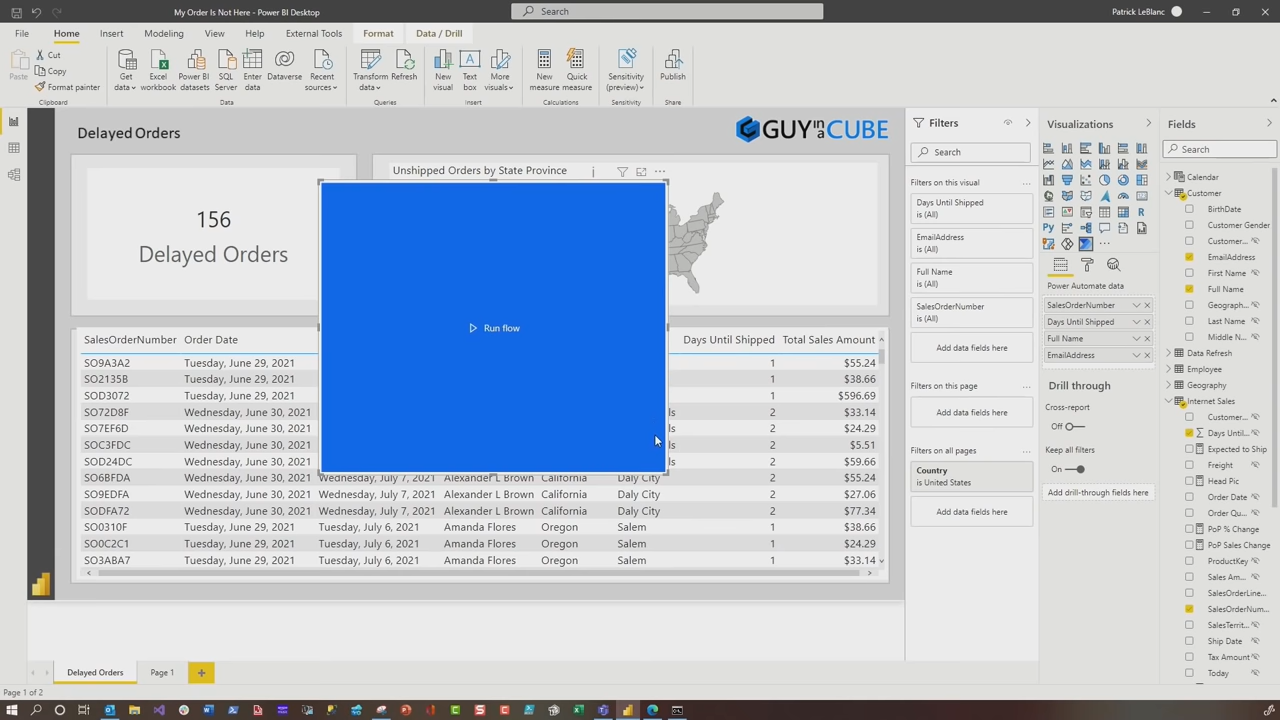 My Order Is Not Here - Power BI Desktop
Search
Patrick LeBlanc
File Home Insert Modeling View Help External Tools Format Data / Drill
Paste
Cut
Copy
Format painter
Clipboard
Get data
Excel workbook
Power BI datasets
SQL Server
Enter data
Dataverse
Recent sources
Data
Transform data
Refresh
Queries
New visual
Text box
More visuals
Insert
New measure
Quick measure
Calculations
Sensitivity (preview)
Sensitivity
Publish
Share
Delayed Orders
GUY in a CUBE
156
Delayed Orders
Unshipped Orders by State Province
Run flow
SalesOrderNumber Order Date Days Until Shipped Total Sales Amount
SO9A3A2 Tuesday, June 29, 2021 1 $55.24
SO2135B Tuesday, June 29, 2021 1 $38.66
SOD3072 Tuesday, June 29, 2021 1 $596.69
SO72D8F Wednesday, June 30, 2021 ls 2 $33.14
SO7EF6D Wednesday, June 30, 2021 ls 2 $24.29
SOC3FDC Wednesday, June 30, 2021 ls 2 $5.51
SOD24DC Wednesday, June 30, 2021 ls 2 $59.66
SO6BFDA Wednesday, June 30, 2021 Wednesday, July 7, 2021 Alexander L Brown California Daly City 2 $55.24
SO9EDFA Wednesday, June 30, 2021 Wednesday, July 7, 2021 Alexander L Brown California Daly City 2 $27.06
SODFA72 Wednesday, June 30, 2021 Wednesday, July 7, 2021 Alexander L Brown California Daly City 2 $77.34
SO0310F Tuesday, June 29, 2021 Tuesday, July 6, 2021 Amanda Flores Oregon Salem 1 $38.66
SO0C2C1 Tuesday, June 29, 2021 Tuesday, July 6, 2021 Amanda Flores Oregon Salem 1 $24.29
SO3ABA7 Tuesday, June 29, 2021 Tuesday, July 6, 2021 Amanda Flores Oregon Salem 1 $33.14
Filters
Search
Filters on this visual
Days Until Shipped
is (All)
EmailAddress
is (All)
Full Name
is (All)
SalesOrderNumber
is (All)
Add data fields here
Filters on this page
Add data fields here
Filters on all pages
Country
is United States
Add data fields here
Visualizations
Power Automate data
SalesOrderNumber
Days Until Shipped
Full Name
EmailAddress
Drill through
Cross-report
Off
Keep all filters
On
Add drill-through fields here
Fields
Search
Calendar
Customer
BirthDate
Customer Gender
Customer...
EmailAddress
First Name
Full Name
Geograph...
Last Name
Middle N...
Data Refresh
Employee
Geography
Internet Sales
Customer...
Days Until...
Expected to Ship
Freight
Head Pic
Order Date
Order Qu...
PoP % Change
PoP Sales Change
ProductKey
Sales Am...
SalesOrderLine...
SalesOrderNum...
SalesTerrit...
Ship Date
Tax Amount
Today
Delayed Orders Page 1
Page 1 of 2